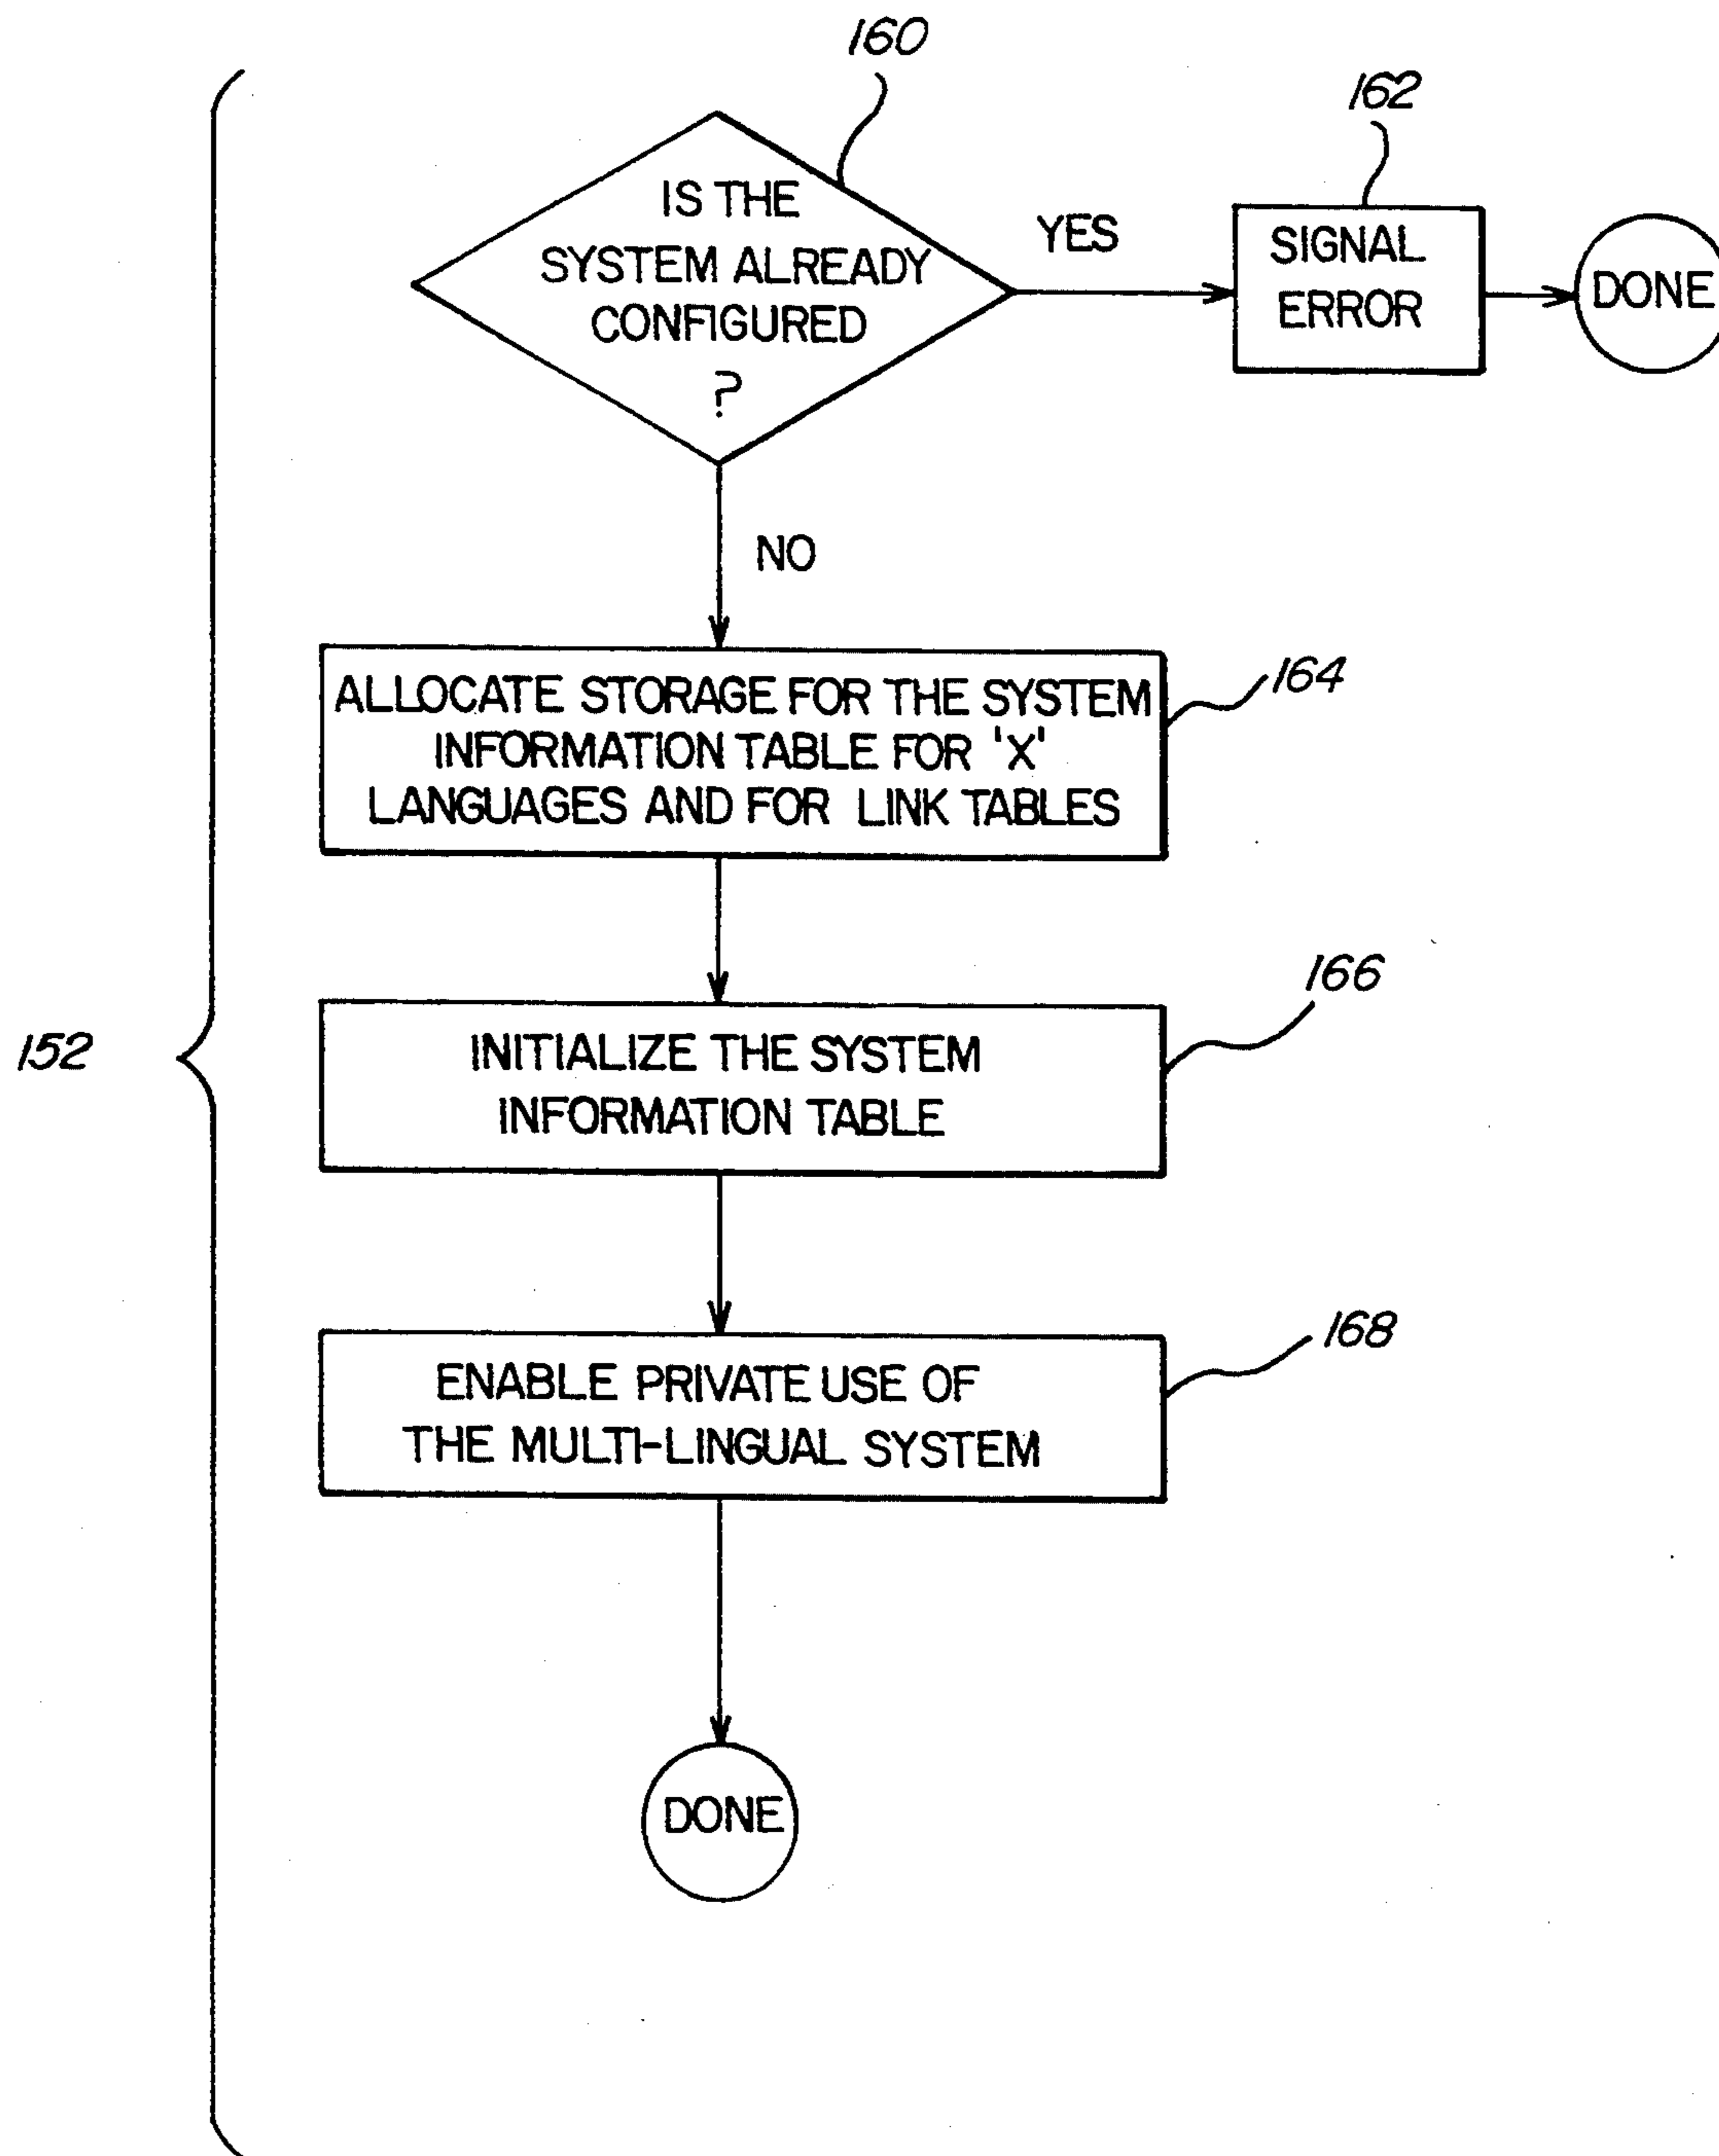 160
162
IS THE
SYSTEM ALREADY
CONFIGURED
?
YES
SIGNAL
ERROR
DONE
NO
ALLOCATE STORAGE FOR THE SYSTEM
INFORMATION TABLE FOR 'X'
LANGUAGES AND FOR LINK TABLES
164
152
INITIALIZE THE SYSTEM
INFORMATION TABLE
166
ENABLE PRIVATE USE OF
THE MULTI-LINGUAL SYSTEM
168
DONE